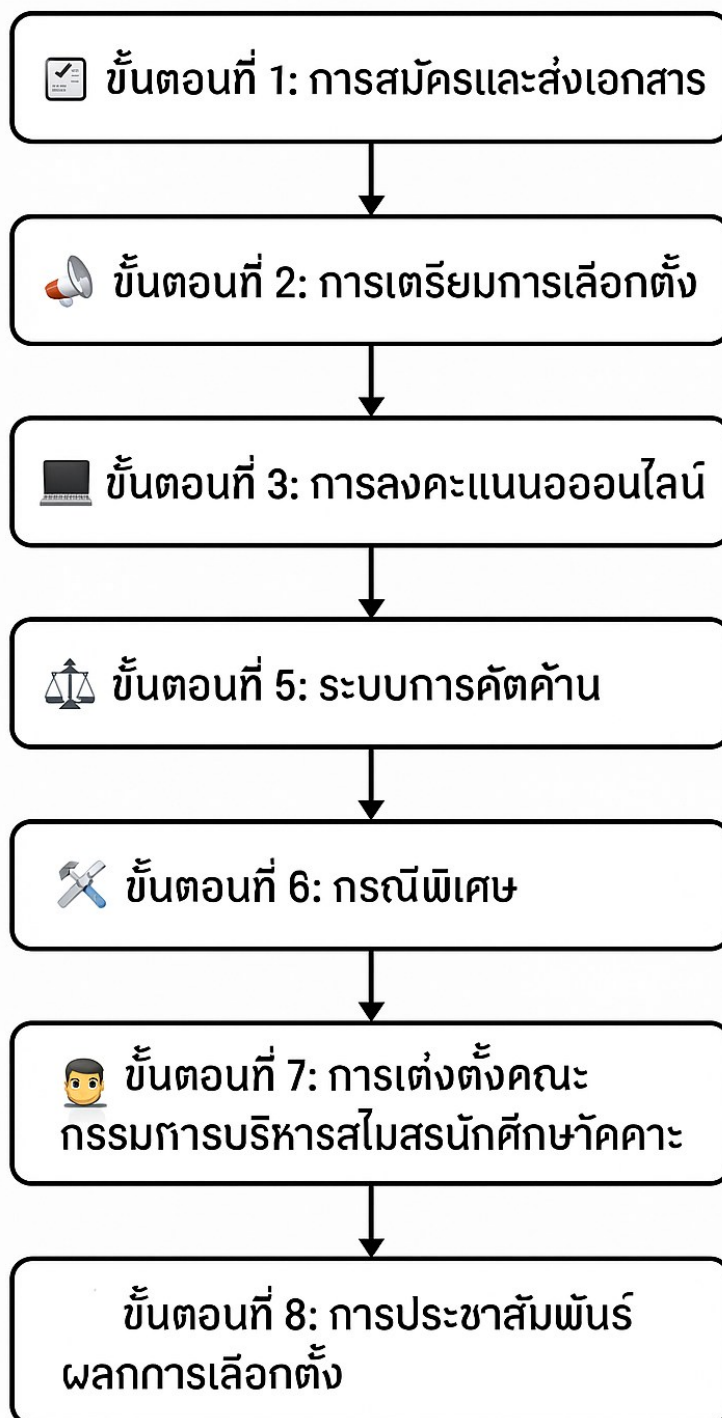 ขั้นตอนที่ 1: การสมัครและส่งเอกสาร
ขั้นตอนที่ 2: การเตรียมการเลือกตั้ง
ขั้นตอนที่ 3: การลงคะแนนอออนไลน์
ขั้นตอนที่ 5: ระบบการคัตค้าน
ขั้นตอนที่ 6: กรณีพิเศษ
ขั้นตอนที่ 7: การเต่งตั้งคณะ
กรรมการบริหารสไมสรนักศึกษาัคคาะ
ขั้นตอนที่ 8: การประชาสัมพันธ์
ผลกการเลือกตั้ง